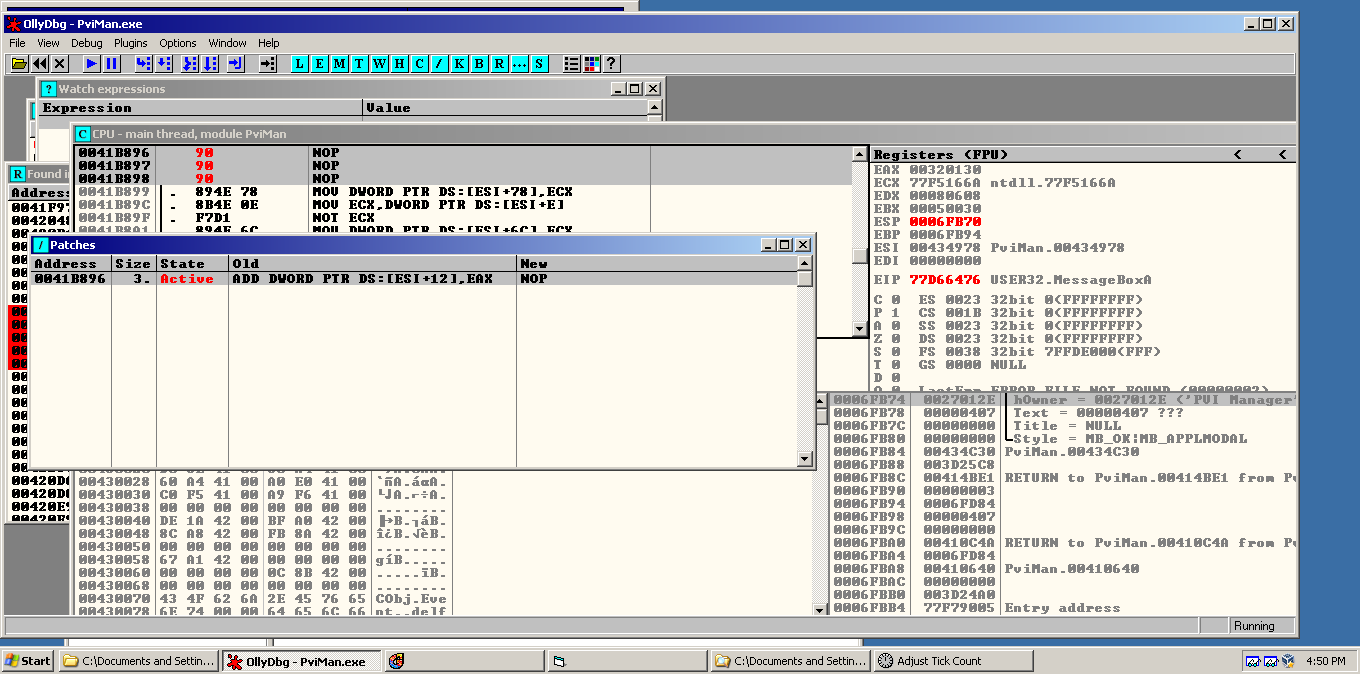 OllyDbg - PviMan.exe
File View Debug Plugins Options Window Help
L E M T W H C / K B R ... S ?
? Watch expressions
Expression Value
C CPU - main thread, module PviMan
0041B896 90 NOP
0041B897 90 NOP
0041B898 90 NOP
0041B899 . 894E 78 MOV DWORD PTR DS:[ESI+78],ECX
0041B89C . 8B4E 0E MOV ECX,DWORD PTR DS:[ESI+E]
0041B89F . F7D1 NOT ECX
0041B8A1 . 894E 6C MOV DWORD PTR DS:[ESI+6C],ECX
R Found in
Address
0041F97
0042048
/ Patches
Address Size State Old New
0041B896 3. Active ADD DWORD PTR DS:[ESI+12],EAX NOP
Registers (FPU) < <
EAX 00320130
ECX 77F5166A ntdll.77F5166A
EDX 00080608
EBX 00050030
ESP 0006FB70
EBP 0006FB94
ESI 00434978 PviMan.00434978
EDI 00000000
EIP 77D66476 USER32.MessageBoxA
C 0 ES 0023 32bit 0(FFFFFFFF)
P 1 CS 001B 32bit 0(FFFFFFFF)
A 0 SS 0023 32bit 0(FFFFFFFF)
Z 0 DS 0023 32bit 0(FFFFFFFF)
S 0 FS 0038 32bit 7FFDE000(FFF)
T 0 GS 0000 NULL
D 0
O 0 LastErr ERROR_FILE_NOT_FOUND (00000002)
0006FB74 0027012E hOwner = 0027012E ('PVI Manager'
0006FB78 00000407 Text = 00000407 ???
0006FB7C 00000000 Title = NULL
0006FB80 00000000 Style = MB_OK|MB_APPLMODAL
0006FB84 00434C30 PviMan.00434C30
0006FB88 003D25C8
0006FB8C 00414BE1 RETURN to PviMan.00414BE1 from Pv
0006FB90 00000003
0006FB94 0006FD84
0006FB98 00000407
0006FB9C 00000000
0006FBA0 00410C4A RETURN to PviMan.00410C4A from Pv
0006FBA4 0006FD84
0006FBA8 00410640 PviMan.00410640
0006FBAC 00000000
0006FBB0 003D24A0
0006FBB4 77F79005 Entry address
00420D0
00420D0
00420E9
00430028 60 A4 41 00 A0 E0 41 00 `ñA.áαA.
00430030 C0 F5 41 00 A9 F6 41 00 └JA.⌐÷A.
00430038 00 00 00 00 00 00 00 00 ........
00430040 DE 1A 42 00 BF A0 42 00
00430048 8C A8 42 00 FB 8A 42 00 î¿B.√èB.
00430050 00 00 00 00 00 00 00 00 ........
00430058 67 A1 42 00 00 00 00 00 gíB.....
00430060 00 00 00 00 0C 8B 42 00 .....ïB.
00430068 00 00 00 00 00 00 00 00 ........
00430070 43 4F 62 6A 2E 45 76 65 CObj.Eve
00430078 6E 74 00 00 64 65 6C 66 nt..delf
Running
Start C:\Documents and Settin... OllyDbg - PviMan.exe C:\Documents and Settin... Adjust Tick Count 4:50 PM